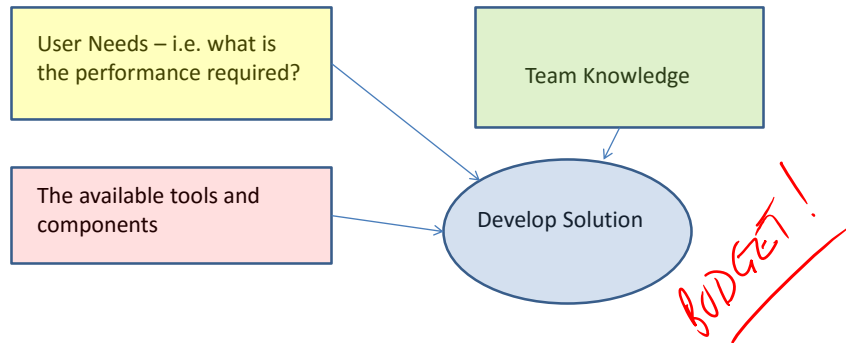 User Needs – i.e. what is
the performance required?
Team Knowledge
The available tools and
components
Develop Solution
BUDGET!